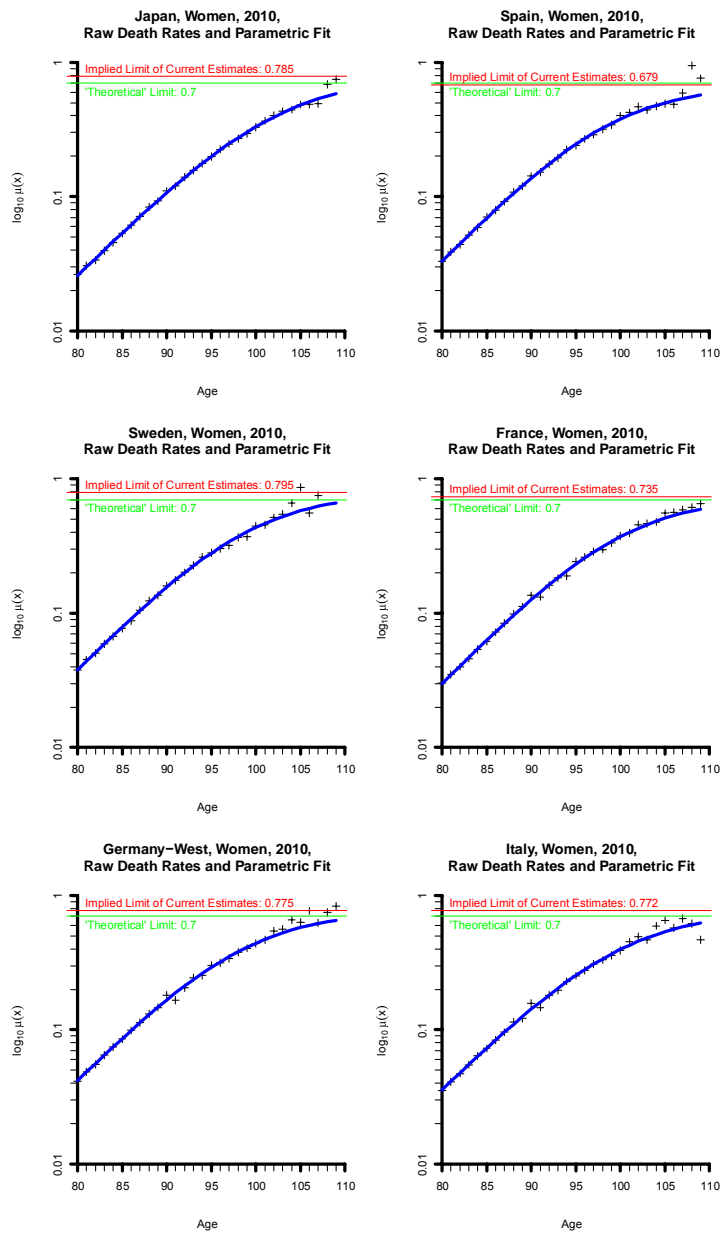 Japan, Women, 2010,
Raw Death Rates and Parametric Fit
Implied Limit of Current Estimates: 0.785
'Theoretical' Limit: 0.7
1
0.1
0.01
log₁₀ μ(x)
80 85 90 95 100 105 110
Age
Spain, Women, 2010,
Raw Death Rates and Parametric Fit
Implied Limit of Current Estimates: 0.679
'Theoretical' Limit: 0.7
1
0.1
0.01
log₁₀ μ(x)
80 85 90 95 100 105 110
Age
Sweden, Women, 2010,
Raw Death Rates and Parametric Fit
Implied Limit of Current Estimates: 0.795
'Theoretical' Limit: 0.7
1
0.1
0.01
log₁₀ μ(x)
80 85 90 95 100 105 110
Age
France, Women, 2010,
Raw Death Rates and Parametric Fit
Implied Limit of Current Estimates: 0.735
'Theoretical' Limit: 0.7
1
0.1
0.01
log₁₀ μ(x)
80 85 90 95 100 105 110
Age
Germany−West, Women, 2010,
Raw Death Rates and Parametric Fit
Implied Limit of Current Estimates: 0.775
'Theoretical' Limit: 0.7
1
0.1
0.01
log₁₀ μ(x)
80 85 90 95 100 105 110
Age
Italy, Women, 2010,
Raw Death Rates and Parametric Fit
Implied Limit of Current Estimates: 0.772
'Theoretical' Limit: 0.7
1
0.1
0.01
log₁₀ μ(x)
80 85 90 95 100 105 110
Age